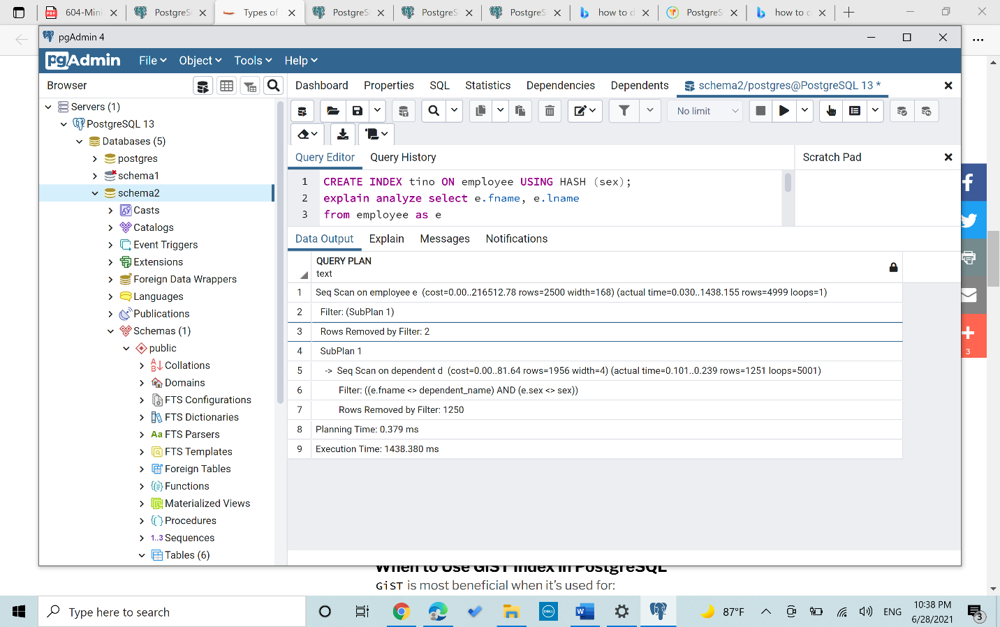 604-Mini
PostgreS
Types of
PostgreS
PostgreS
PostgreS
how to d
PostgreS
how to c
pgAdmin 4
pgAdmin
File
Object
Tools
Help
Browser
Dashboard
Properties
SQL
Statistics
Dependencies
Dependents
schema2/postgres@PostgreSQL 13 *
No limit
Servers (1)
PostgreSQL 13
Databases (5)
postgres
schema1
schema2
Casts
Catalogs
Event Triggers
Extensions
Foreign Data Wrappers
Languages
Publications
Schemas (1)
public
Collations
Domains
FTS Configurations
FTS Dictionaries
Aa FTS Parsers
FTS Templates
Foreign Tables
Functions
Materialized Views
Procedures
1..3 Sequences
Tables (6)
Query Editor
Query History
Scratch Pad
1 CREATE INDEX tino ON employee USING HASH (sex);
2 explain analyze select e.fname, e.lname
3 from employee as e
Data Output
Explain
Messages
Notifications
QUERY PLAN
text
1 Seq Scan on employee e (cost=0.00..216512.78 rows=2500 width=168) (actual time=0.030..1438.155 rows=4999 loops=1)
2 Filter: (SubPlan 1)
3 Rows Removed by Filter: 2
4 SubPlan 1
5 -> Seq Scan on dependent d (cost=0.00..81.64 rows=1956 width=4) (actual time=0.101..0.239 rows=1251 loops=5001)
6 Filter: ((e.fname <> dependent_name) AND (e.sex <> sex))
7 Rows Removed by Filter: 1250
8 Planning Time: 0.379 ms
9 Execution Time: 1438.380 ms
3
When to Use GiST Index in PostgreSQL
GiST is most beneficial when it's used for:
Type here to search
DELL
87°F
ENG
10:38 PM
6/28/2021
3